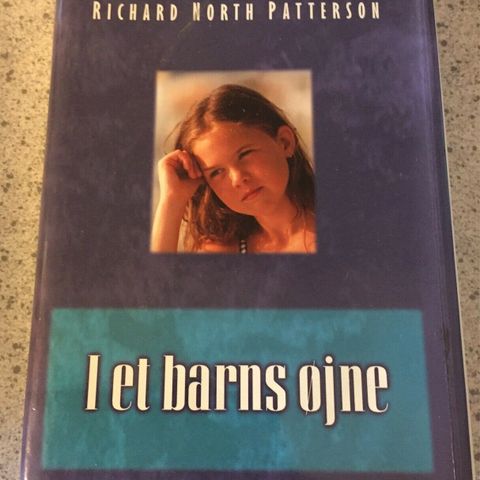 RICHARD NORTH PATTERSON
I et barns øjne